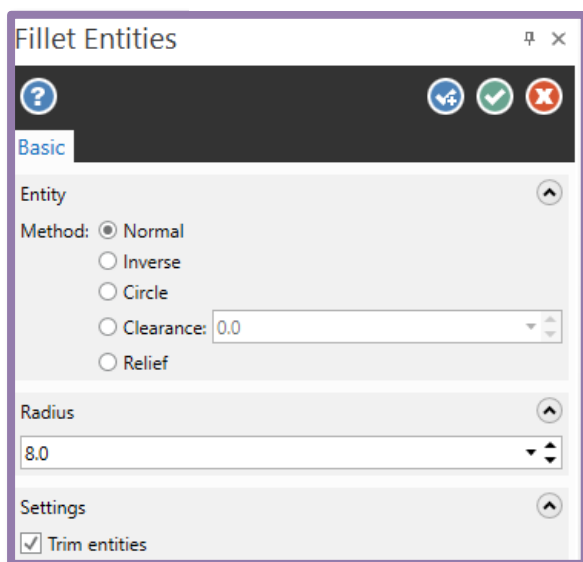 Fillet Entities
Basic
Entity
Method: Normal
Inverse
Circle
Clearance: 0.0
Relief
Radius
8.0
Settings
Trim entities